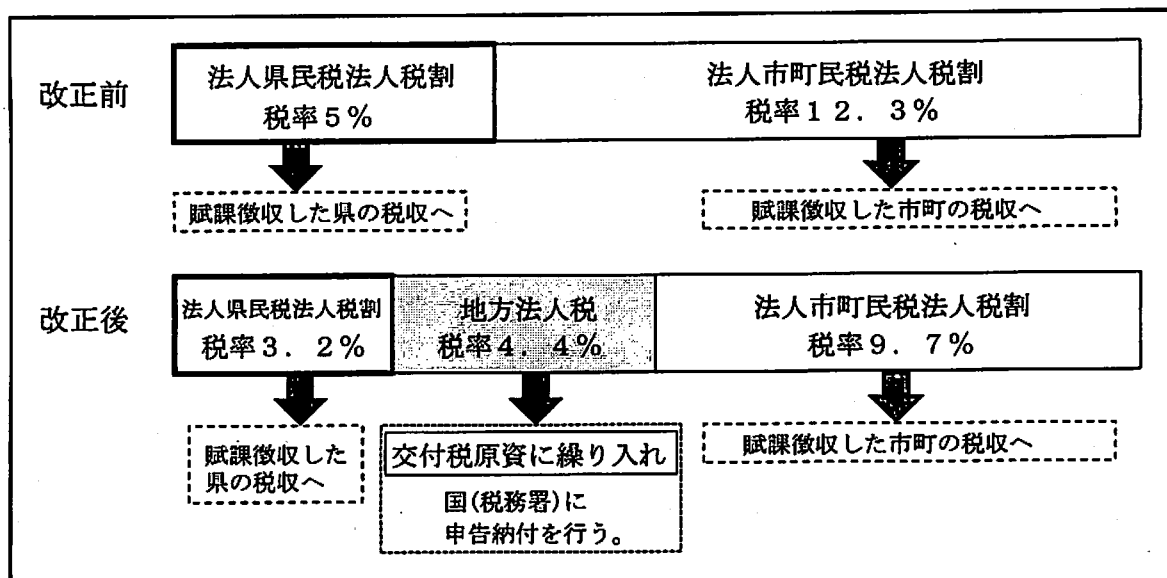 改正前
法人県民税法人税割
税率5%
法人市町民税法人税割
税率12.3%
賦課徴収した県の税収へ
賦課徴収した市町の税収へ
改正後
法人県民税法人税割
税率3.2%
地方法人税
税率4.4%
法人市町民税法人税割
税率9.7%
賦課徴収した
県の税収へ
交付税原資に繰り入れ
国(税務署)に
申告納付を行う。
賦課徴収した市町の税収へ